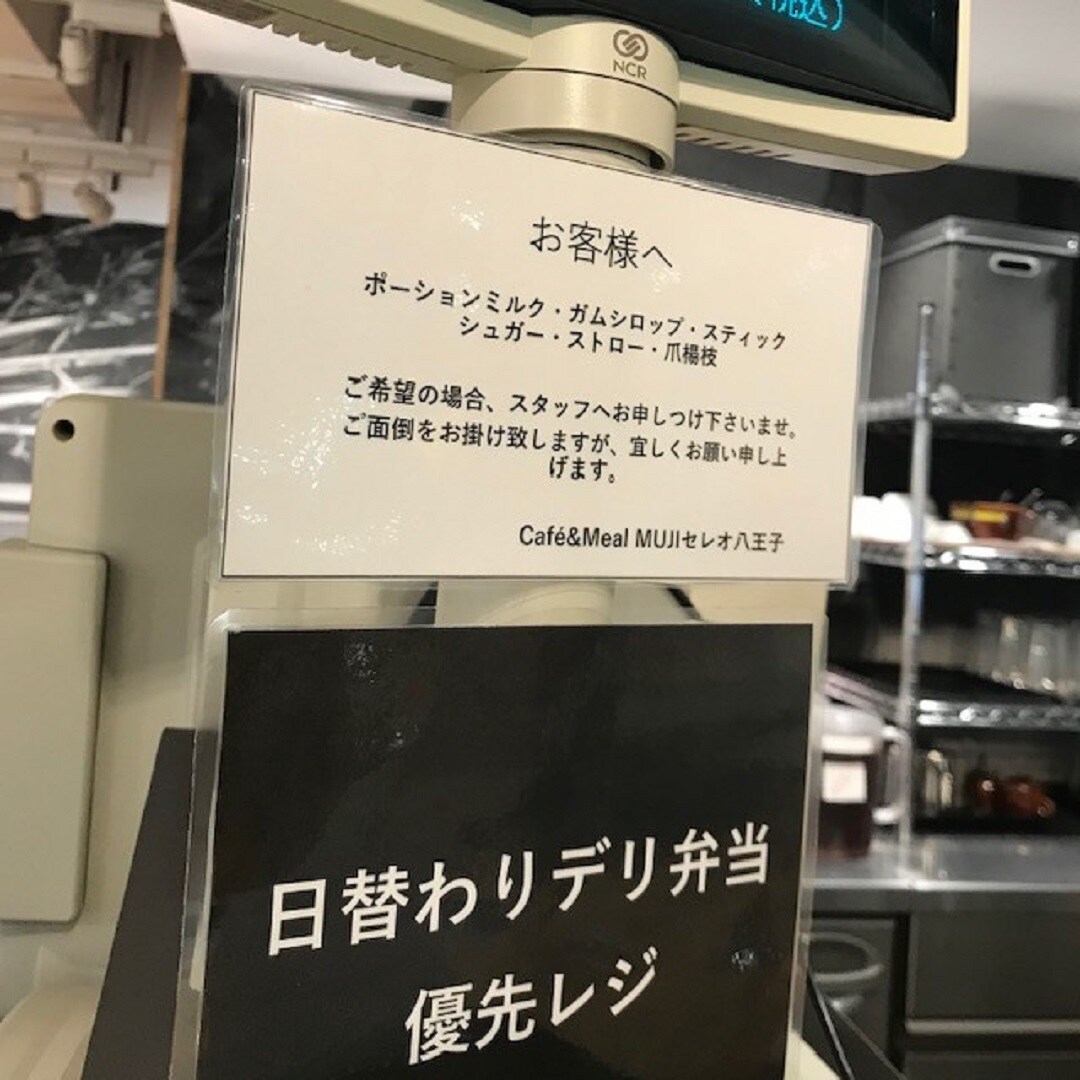 (税込)
NCR
お客様へ
ポーションミルク・ガムシロップ・スティック
シュガー・ストロー・爪楊枝
ご希望の場合、スタッフへお申しつけ下さいませ。
ご面倒をお掛け致しますが、宜しくお願い申し上
げます。
Café&Meal MUJIセレオ八王子
日替わりデリ弁当
優先レジ